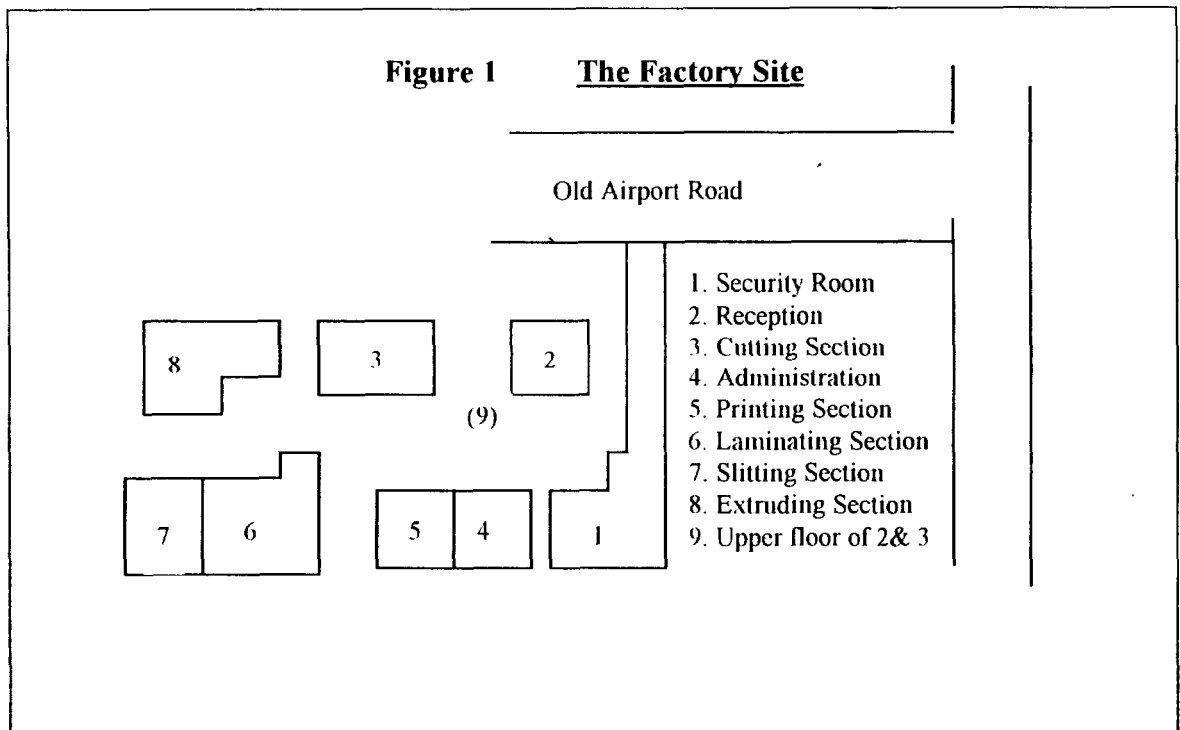 Figure 1 The Factory Site
Old Airport Road
1. Security Room
2. Reception
3. Cutting Section
4. Administration
5. Printing Section
6. Laminating Section
7. Slitting Section
8. Extruding Section
9. Upper floor of 2& 3
8
3
2
(9)
7
6
5
4
1